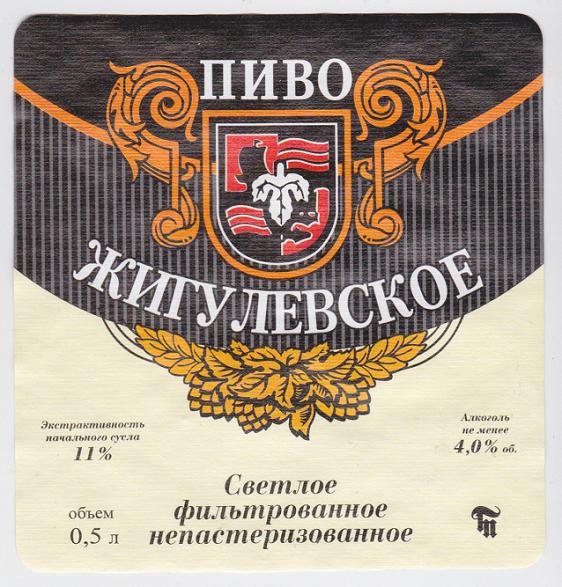 ПИВО
ЖИГУЛЕВСКОЕ
Экстрактивность
начального сусла
11%
Алкоголь
не менее
4,0% об.
Светлое
фильтрованное
непастеризованное
объем
0,5 л